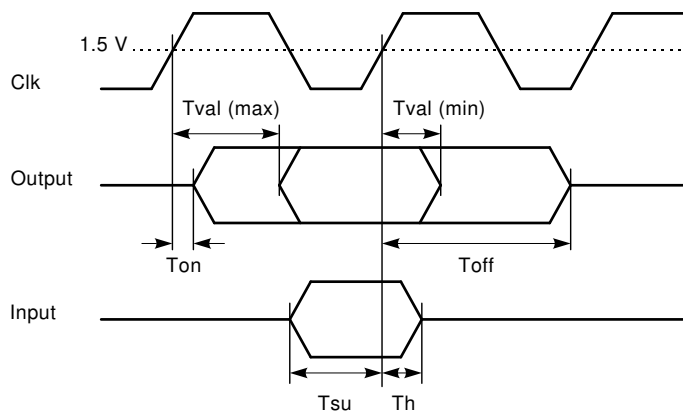 1.5 V
Clk
Tval (max)
Tval (min)
Output
Ton
Toff
Input
Tsu
Th